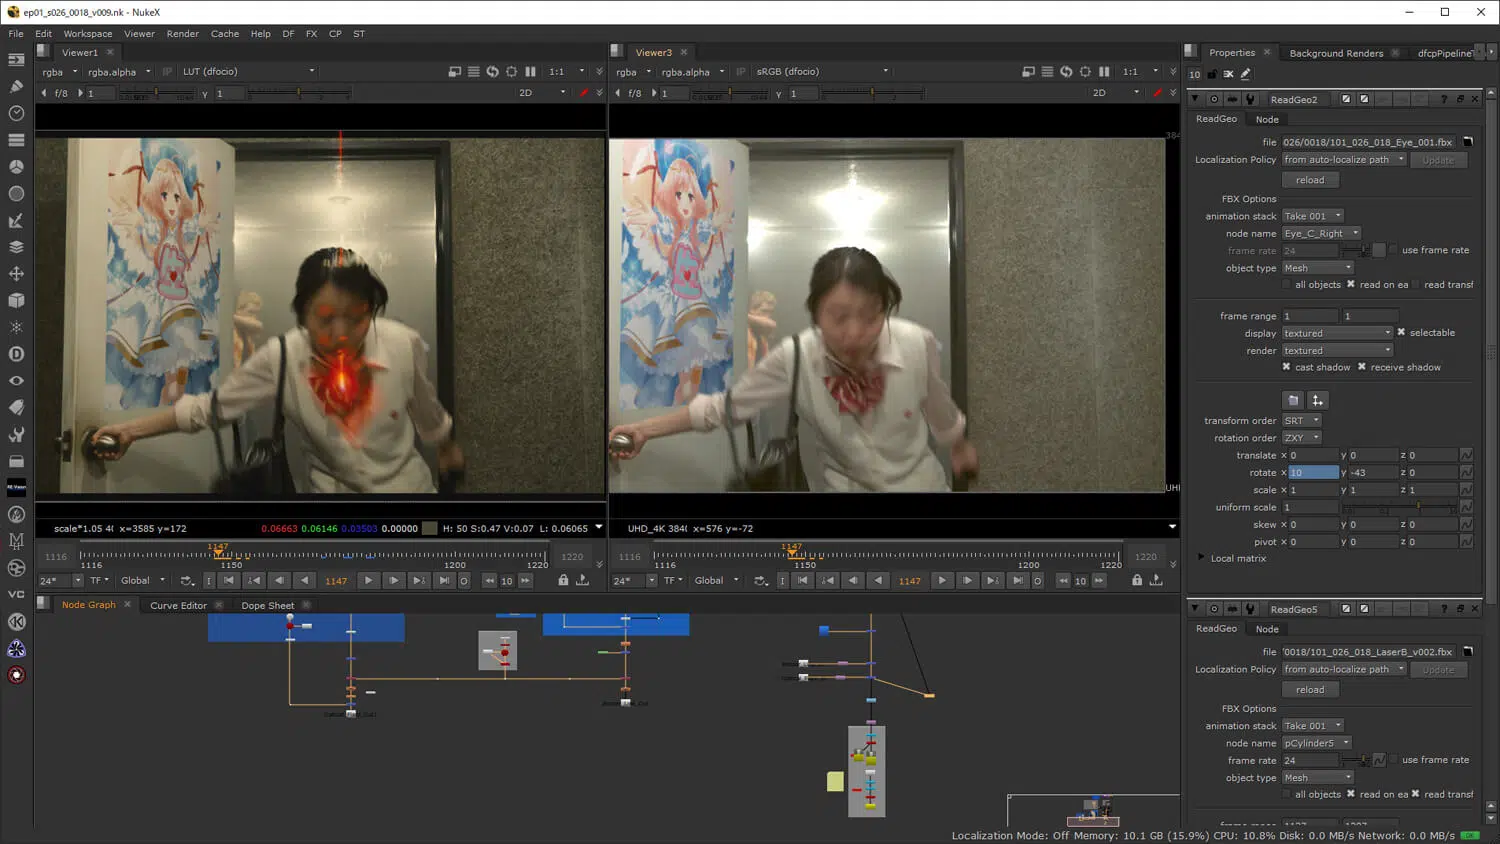 ep01_s026_0018_v009.nk - NukeX
File Edit Workspace Viewer Render Cache Help DF FX CP ST
Viewer1
rgba rgba.alpha IP LUT (dfocio) 1:1
f/8 1 y 1 2D
Viewer3
rgba rgba.alpha IP sRGB (dfocio) 1:1
f/8 1 y 1 2D
384
UH
scale*1.05 4( x=3585 y=172 0.06663 0.06146 0.03503 0.00000 H: 50 S:0.47 V:0.07 L: 0.06065
UHD_4K 384( x=576 y=-72
1116 1147 1220
1116 1150 1200 1220
24* TF Global 1147 10
1116 1147 1220
1116 1150 1200 1220
24* TF Global 1147 10
Node Graph Curve Editor Dope Sheet
VC
Properties Background Renders dfcpPipelineT
10
ReadGeo2
ReadGeo Node
file 026/0018/101_026_018_Eye_001.fbx
Localization Policy from auto-localize path Update
reload
FBX Options
animation stack Take 001
node name Eye_C_Right
frame rate 24 use frame rate
object type Mesh
all objects read on ea read transf
frame range 1 1
display textured selectable
render textured
cast shadow receive shadow
transform order SRT
rotation order ZXY
translate x 0 y 0 z 0
rotate x 10 y -43 z 0
scale x 1 y 1 z 1
uniform scale 1
skew x 0 y 0 z 0
pivot x 0 y 0 z 0
Local matrix
ReadGeo5
ReadGeo Node
file '0018/101_026_018_LaserB_v002.fbx
Localization Policy from auto-localize path Update
reload
FBX Options
animation stack Take 001
node name pCylinder5
frame rate 24 use frame rate
object type Mesh
all objects read on ea read transf
Localization Mode: Off Memory: 10.1 GB (15.9%) CPU: 10.8% Disk: 0.0 MB/s Network: 0.0 MB/s